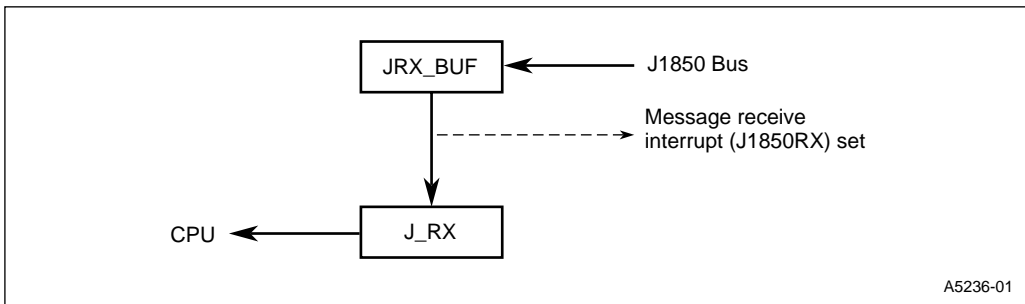 JRX_BUF
J1850 Bus
Message receive
interrupt (J1850RX) set
CPU
J_RX
A5236-01